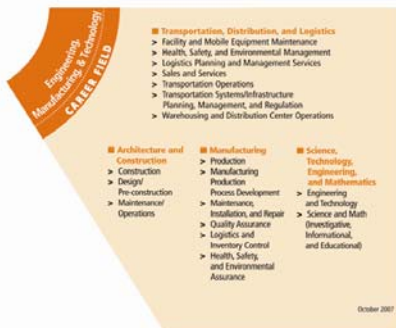 Engineering,
Manufacturing, & Technology
CAREER FIELD
Transportation, Distribution, and Logistics
> Facility and Mobile Equipment Maintenance
> Health, Safety, and Environmental Management
> Logistics Planning and Management Services
> Sales and Services
> Transportation Operations
> Transportation Systems/Infrastructure
Planning, Management, and Regulation
> Warehousing and Distribution Center Operations
Architecture and
Construction
> Construction
> Design/
Pre-construction
> Maintenance/
Operations
Manufacturing
> Production
> Manufacturing
Production
Process Development
> Maintenance,
Installation, and Repair
> Quality Assurance
> Logistics and
Inventory Control
> Health, Safety,
and Environmental
Assurance
Science,
Technology,
Engineering,
and Mathematics
> Engineering
and Technology
> Science and Math
(Investigative,
Informational,
and Educational)
October 2007